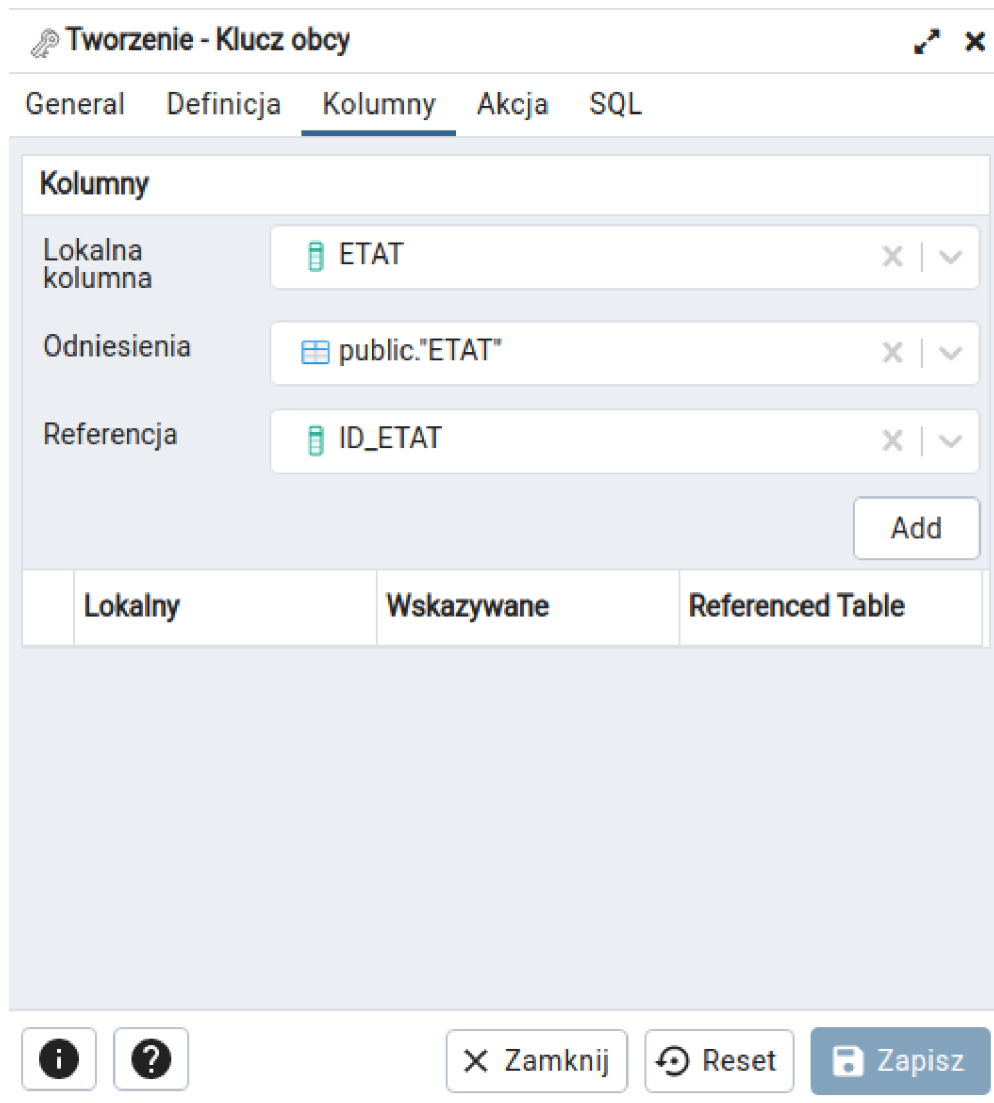 Tworzenie - Klucz obcy
General Definicja Kolumny Akcja SQL
Kolumny
Lokalna
kolumna
ETAT
Odniesienia
public."ETAT"
Referencja
ID_ETAT
Add
Lokalny Wskazywane Referenced Table
Zamknij Reset Zapisz